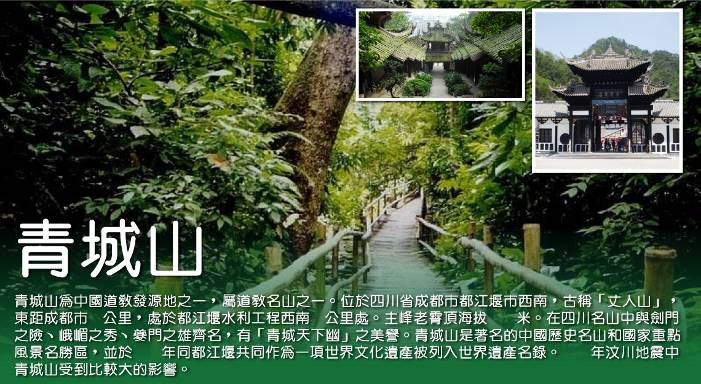 青城山
青城山為中國道教發源地之一，屬道教名山之一。位於四川省成都市都江堰市西南，古稱「丈人山」，
東距成都市　公里，處於都江堰水利工程西南　公里處。主峰老霄頂海拔　　米。在四川名山中與劍門
之險、峨嵋之秀、夔門之雄齊名，有「青城天下幽」之美譽。青城山是著名的中國歷史名山和國家重點
風景名勝區，並於　　年同都江堰共同作為一項世界文化遺產被列入世界遺產名錄。　　年汶川地震中
青城山受到比較大的影響。